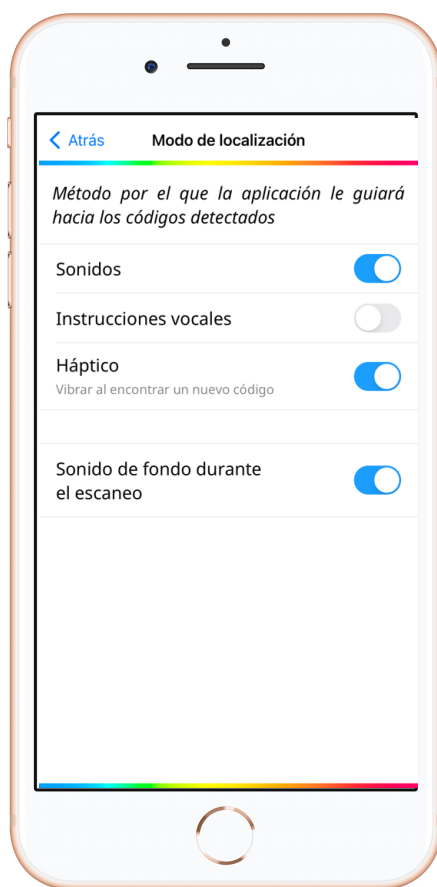 Atrás
Modo de localización
Método por el que la aplicación le guiará
hacia los códigos detectados
Sonidos
Instrucciones vocales
Háptico
Vibrar al encontrar un nuevo código
Sonido de fondo durante
el escaneo